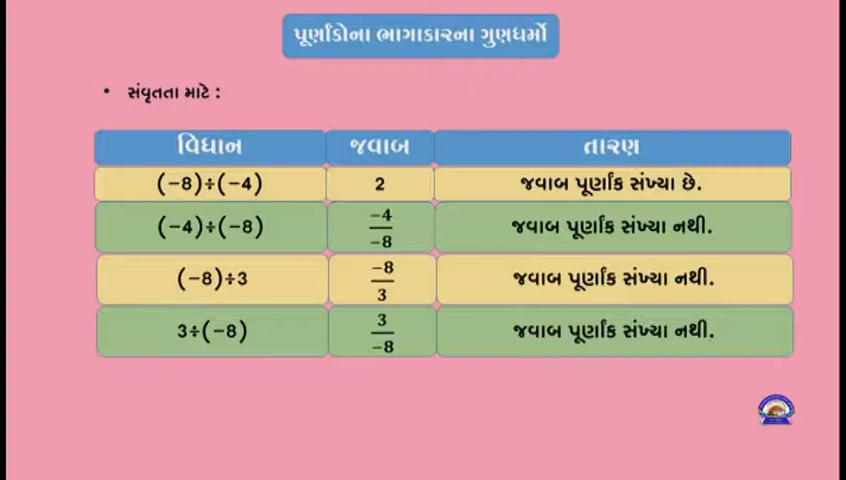 પૂર્ણાંકોના ભાગાકારના ગુણધર્મો
• સંવૃતતા માટે :
વિધાન જવાબ તારણ
(−8)÷(−4) 2 જવાબ પૂર્ણાંક સંખ્યા છે.
(−4)÷(−8) −4/−8 જવાબ પૂર્ણાંક સંખ્યા નથી.
(−8)÷3 −8/3 જવાબ પૂર્ણાંક સંખ્યા નથી.
3÷(−8) 3/−8 જવાબ પૂર્ણાંક સંખ્યા નથી.